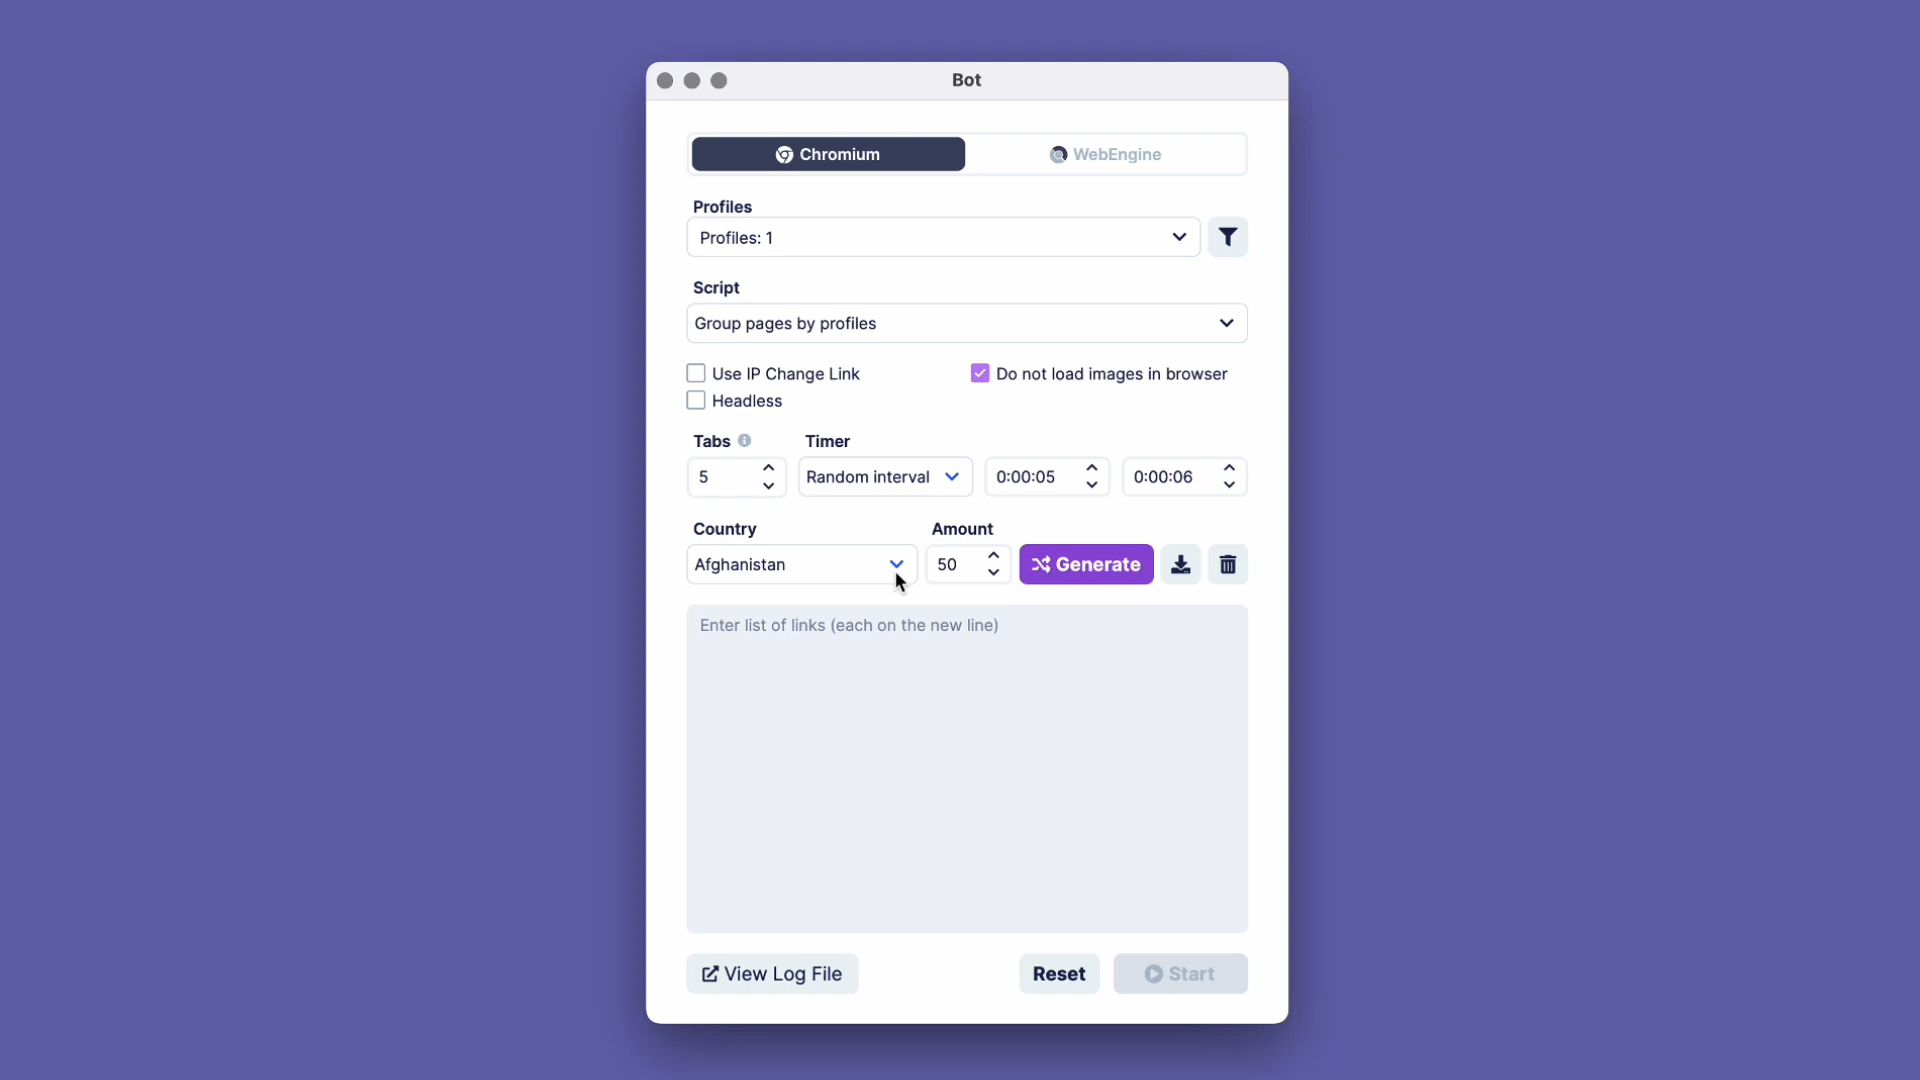 Bot
Chromium
WebEngine
Profiles
Profiles: 1
Script
Group pages by profiles
Use IP Change Link
Do not load images in browser
Headless
Tabs
Timer
5
Random interval
0:00:05
0:00:06
Country
Amount
Afghanistan
50
Generate
Enter list of links (each on the new line)
View Log File
Reset
Start